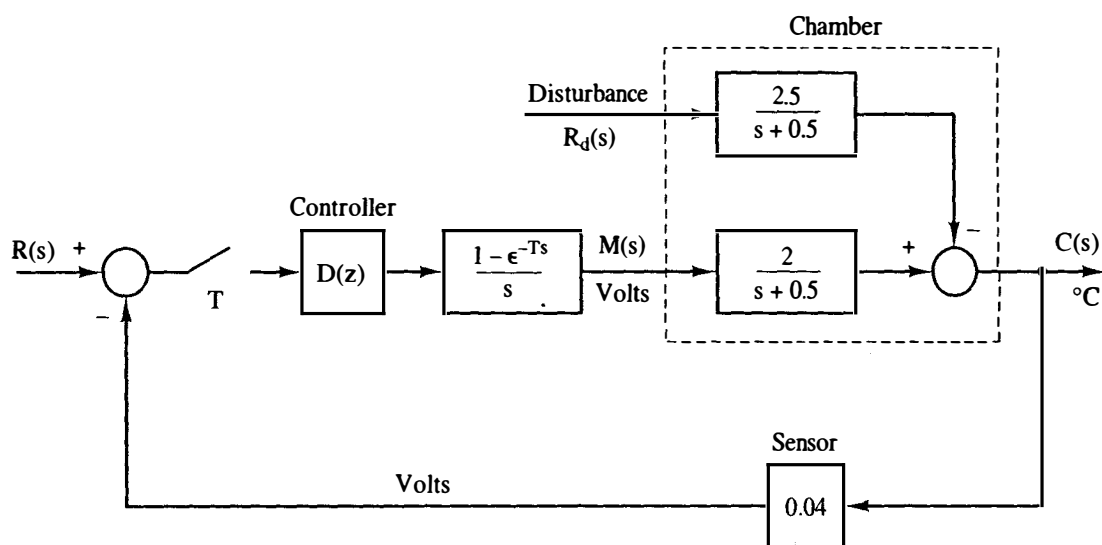 Chamber
Disturbance
R_d(s)
2.5
s + 0.5
Controller
R(s)
+
−
T
D(z)
1 − ϵ^{−Ts}
s
M(s)
Volts
2
s + 0.5
+
−
C(s)
°C
Sensor
0.04
Volts